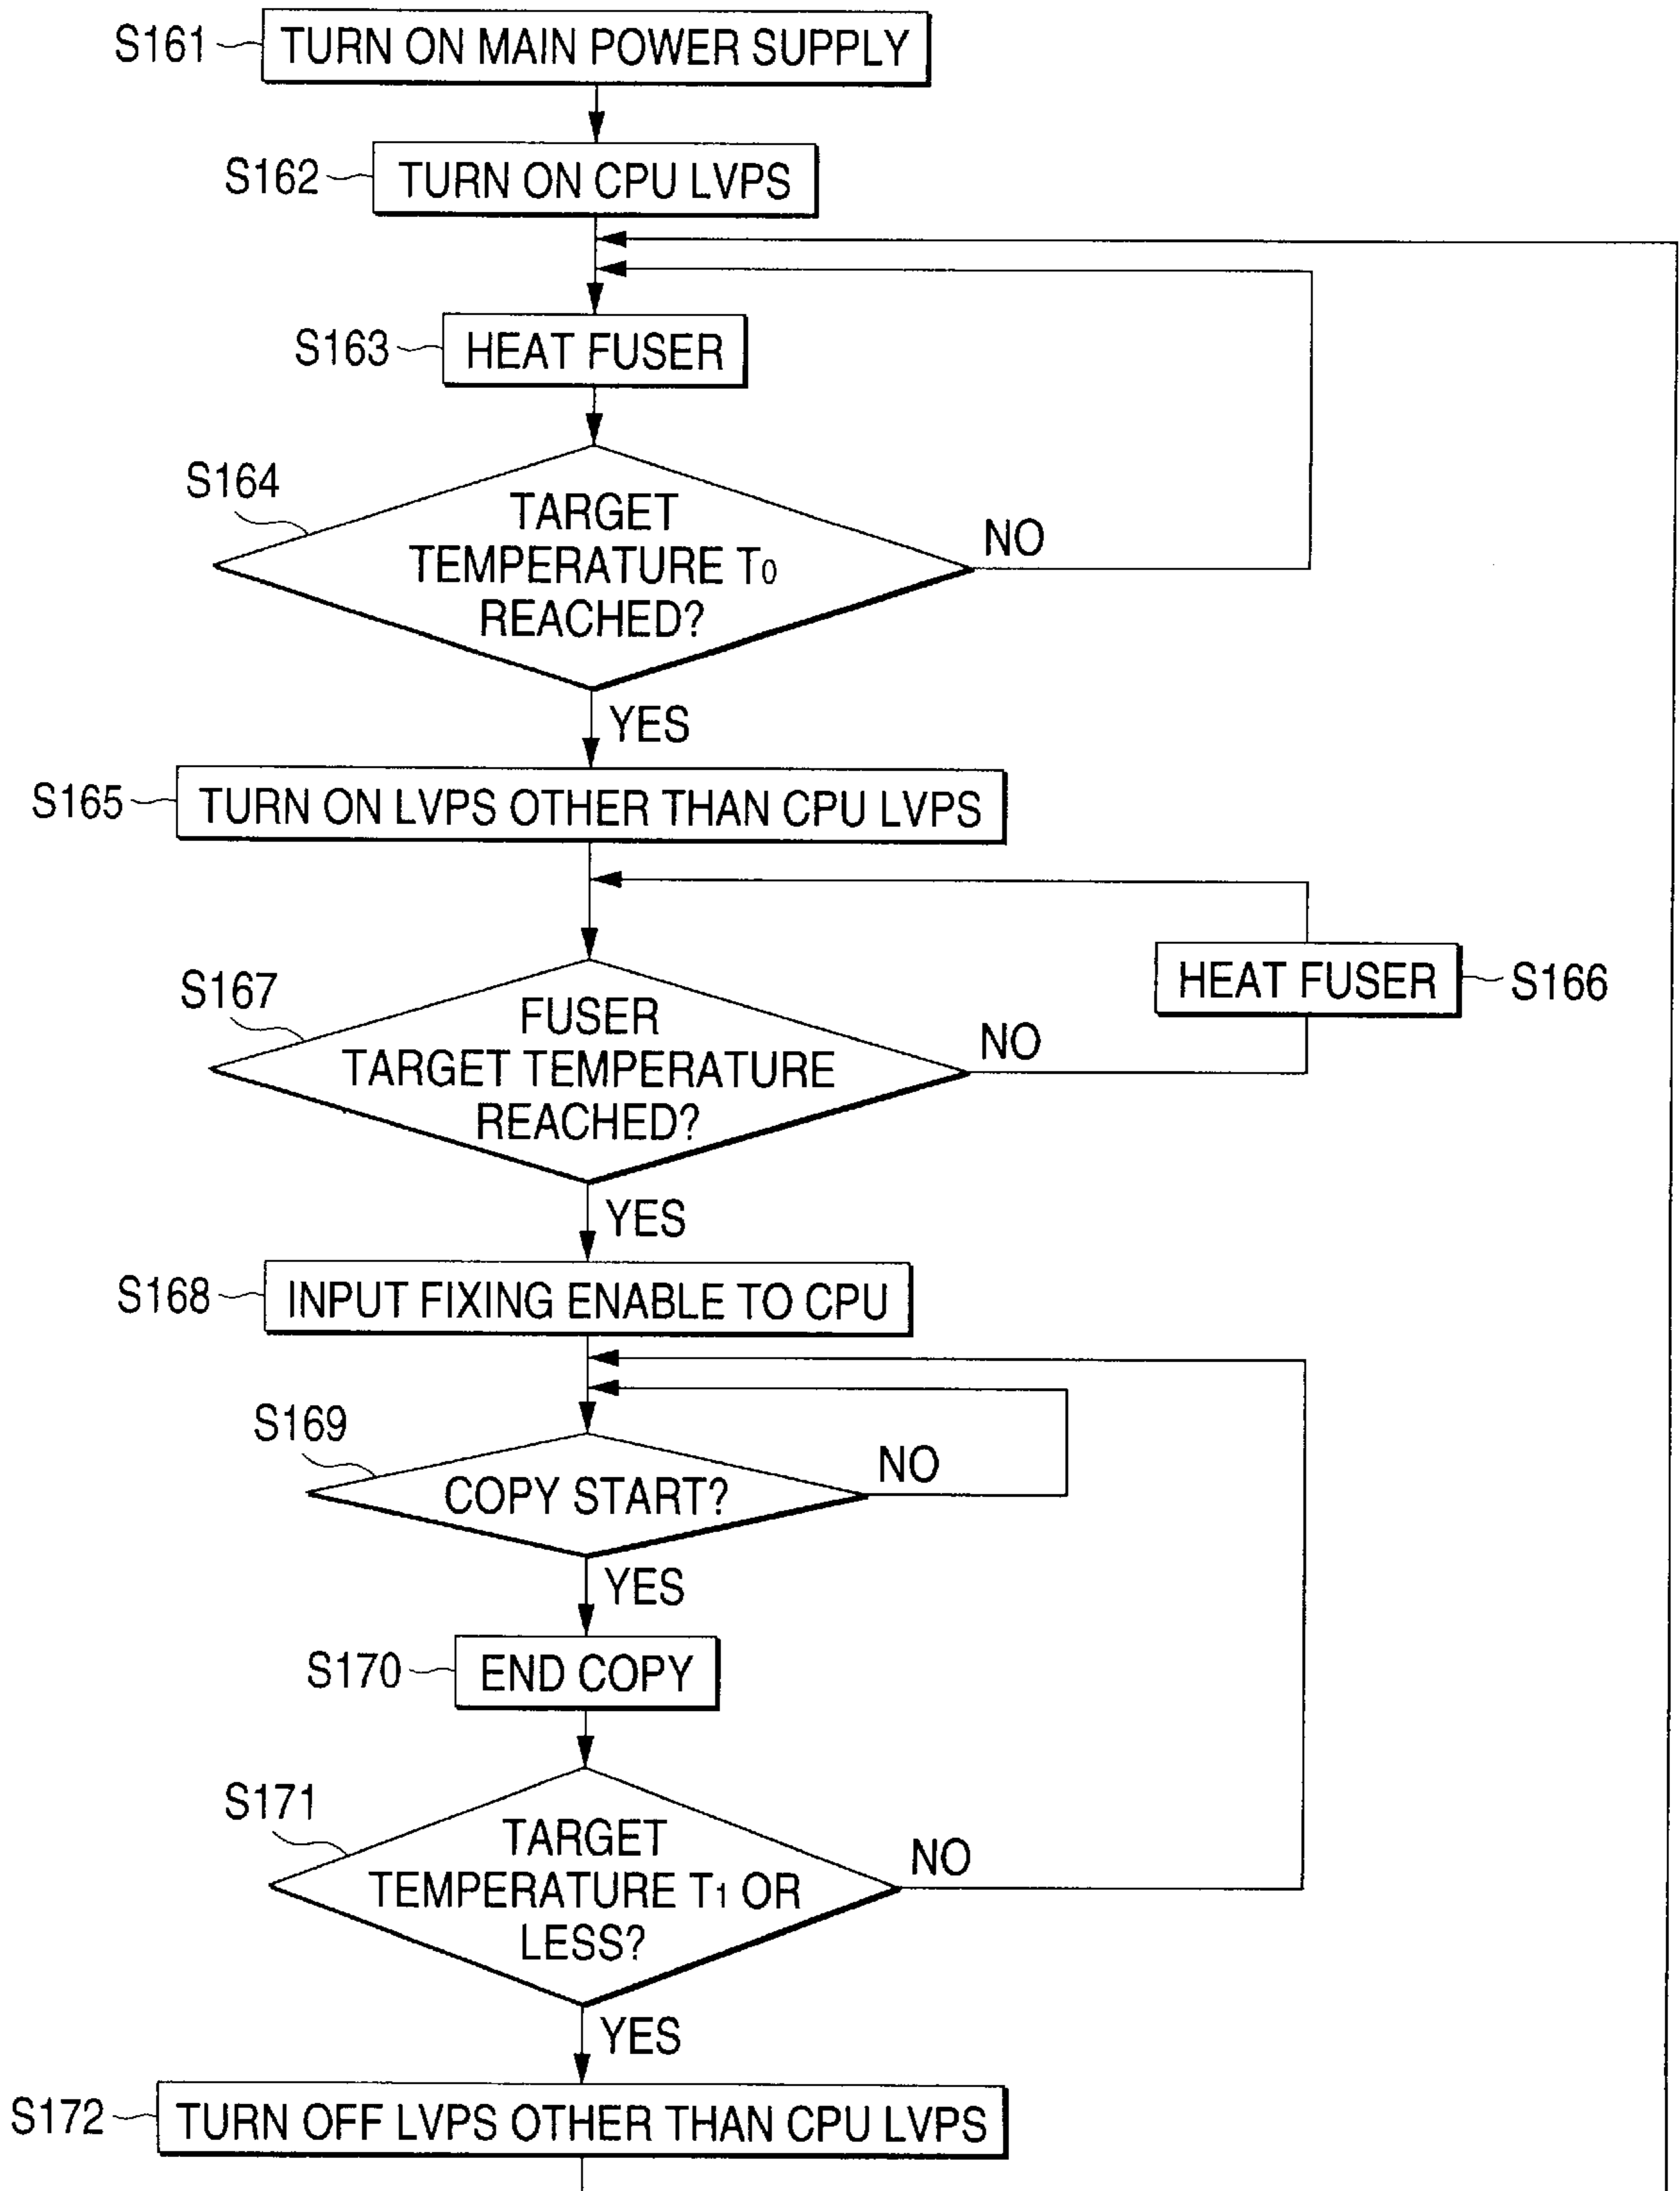 S161
TURN ON MAIN POWER SUPPLY
S162
TURN ON CPU LVPS
S163
HEAT FUSER
S164
TARGET
TEMPERATURE T0
REACHED?
NO
YES
S165
TURN ON LVPS OTHER THAN CPU LVPS
HEAT FUSER
S166
S167
FUSER
TARGET TEMPERATURE
REACHED?
NO
YES
S168
INPUT FIXING ENABLE TO CPU
S169
COPY START?
NO
YES
S170
END COPY
S171
TARGET
TEMPERATURE T1 OR
LESS?
NO
YES
S172
TURN OFF LVPS OTHER THAN CPU LVPS